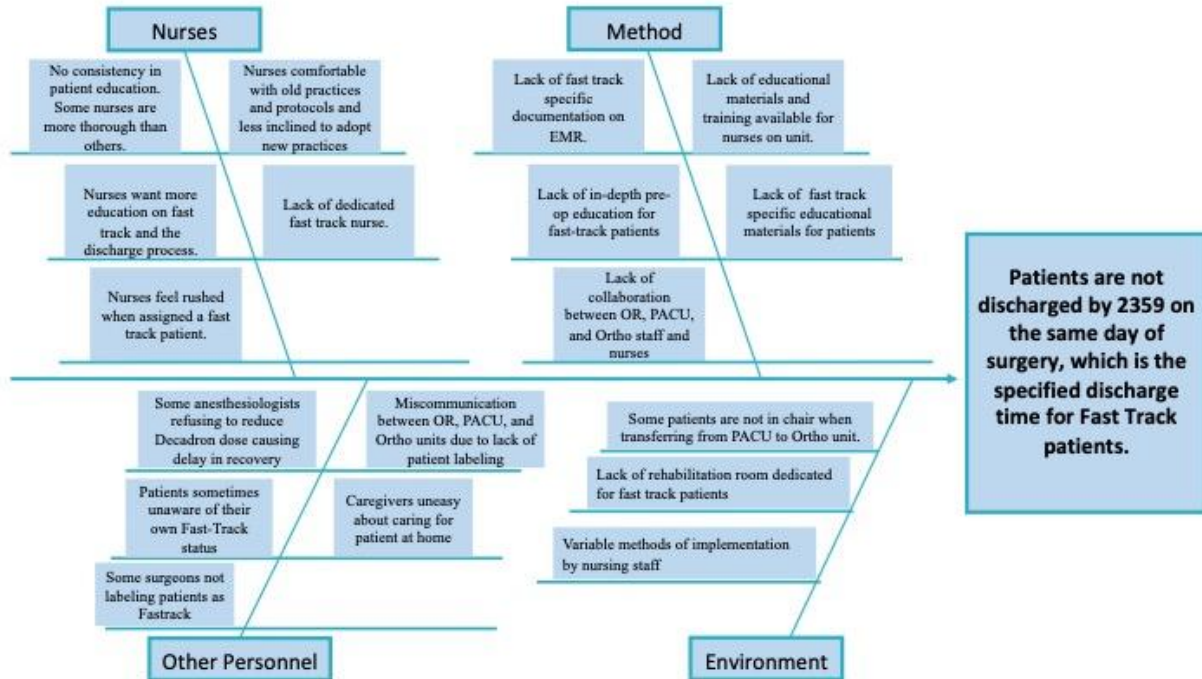 Nurses
No consistency in
patient education.
Some nurses are
more thorough than
others.
Nurses comfortable
with old practices
and protocols and
less inclined to adopt
new practices
Nurses want more
education on fast
track and the
discharge process.
Lack of dedicated
fast track nurse.
Nurses feel rushed
when assigned a fast
track patient.
Method
Lack of fast track
specific
documentation on
EMR.
Lack of educational
materials and
training available for
nurses on unit.
Lack of in-depth pre-
op education for
fast-track patients
Lack of fast track
specific educational
materials for patients
Lack of
collaboration
between OR, PACU,
and Ortho staff and
nurses
Patients are not
discharged by 2359 on
the same day of
surgery, which is the
specified discharge
time for Fast Track
patients.
Some anesthesiologists
refusing to reduce
Decadron dose causing
delay in recovery
Miscommunication
between OR, PACU, and
Ortho units due to lack of
patient labeling
Patients sometimes
unaware of their
own Fast-Track
status
Caregivers uneasy
about caring for
patient at home
Some surgeons not
labeling patients as
Fastrack
Other Personnel
Some patients are not in chair when
transferring from PACU to Ortho unit.
Lack of rehabilitation room dedicated
for fast track patients
Variable methods of implementation
by nursing staff
Environment